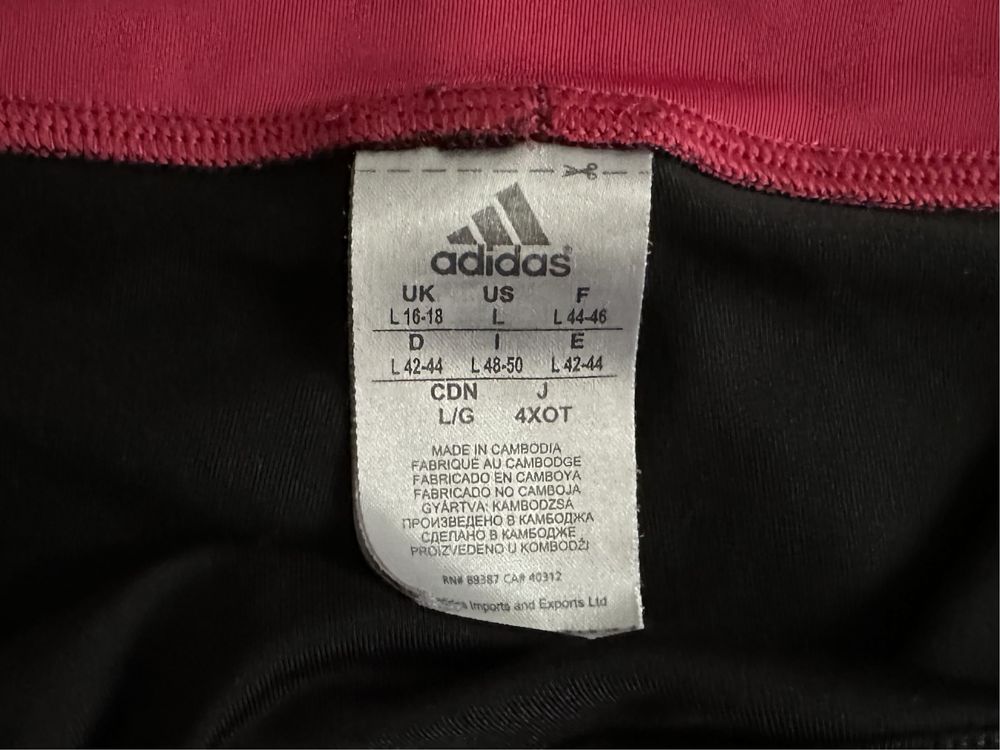 adidas®
UK US F
L 16-18 L L 44-46
D I E
L 42-44 L 48-50 L 42-44
CDN J
L/G 4XOT
MADE IN CAMBODIA
FABRIQUÉ AU CAMBODGE
FABRICADO EN CAMBOYA
FABRICADO NO CAMBOJA
GYÁRTVA: KAMBODZSA
ПРОИЗВЕДЕНО В КАМБОДЖА
СДЕЛАНО В КАМБОДЖЕ
PROIZVEDENO U KOMBODŽI
RN# 89387 CA# 40312
Imports and Exports Ltd